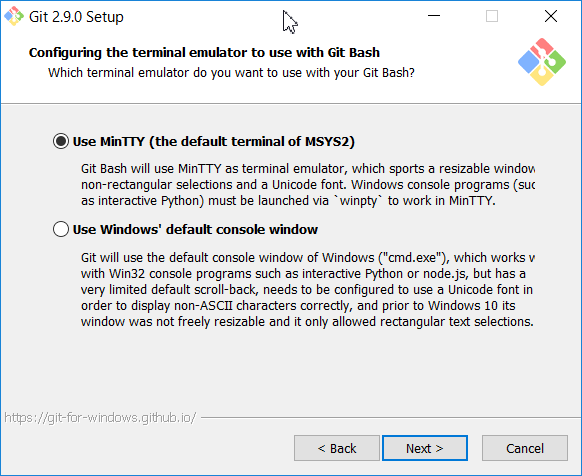 Git 2.9.0 Setup
Configuring the terminal emulator to use with Git Bash
Which terminal emulator do you want to use with your Git Bash?
Use MinTTY (the default terminal of MSYS2)
Git Bash will use MinTTY as terminal emulator, which sports a resizable window
non-rectangular selections and a Unicode font. Windows console programs (suc
as interactive Python) must be launched via `winpty` to work in MinTTY.
Use Windows' default console window
Git will use the default console window of Windows ("cmd.exe"), which works w
with Win32 console programs such as interactive Python or node.js, but has a
very limited default scroll-back, needs to be configured to use a Unicode font in
order to display non-ASCII characters correctly, and prior to Windows 10 its
window was not freely resizable and it only allowed rectangular text selections.
https://git-for-windows.github.io/
< Back
Next >
Cancel